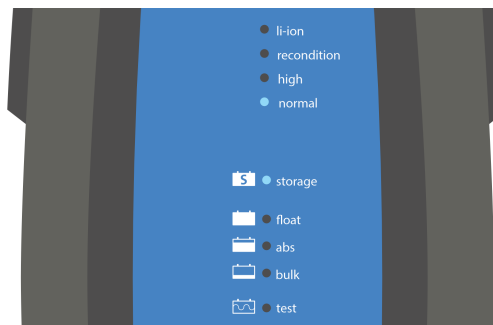 li-ion
recondition
high
normal
S storage
float
abs
bulk
test